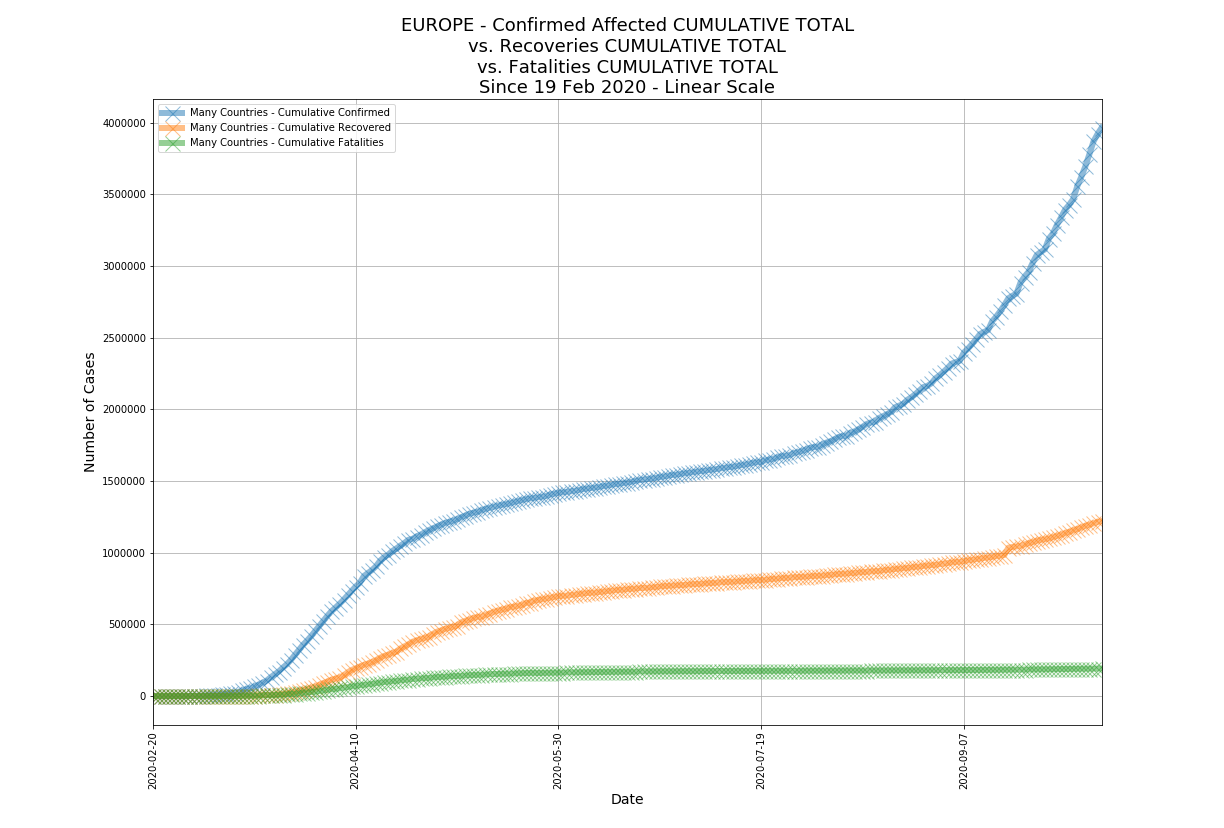 EUROPE - Confirmed Affected CUMULATIVE TOTAL
vs. Recoveries CUMULATIVE TOTAL
vs. Fatalities CUMULATIVE TOTAL
Since 19 Feb 2020 - Linear Scale
Many Countries - Cumulative Confirmed
Many Countries - Cumulative Recovered
Many Countries - Cumulative Fatalities
Number of Cases
4000000
3500000
3000000
2500000
2000000
1500000
1000000
500000
0
2020-02-20
2020-04-10
2020-05-30
2020-07-19
2020-09-07
Date